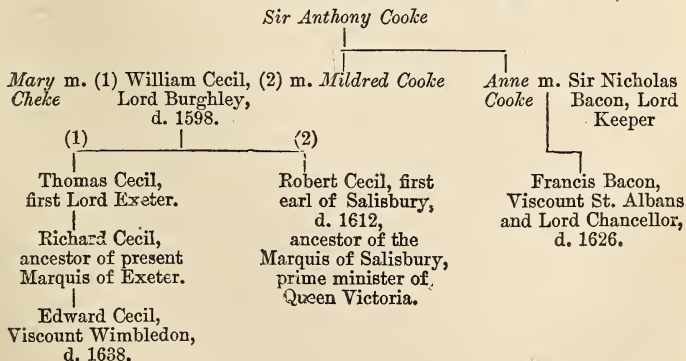 Sir Anthony Cooke
Mary m. (1) William Cecil, (2) m. Mildred Cooke
Cheke Lord Burghley,
d. 1598.
Anne m. Sir Nicholas
Cooke Bacon, Lord
Keeper
(1) (2)
Thomas Cecil,
first Lord Exeter.
Richard Cecil,
ancestor of present
Marquis of Exeter.
Edward Cecil,
Viscount Wimbledon,
d. 1638.
Robert Cecil, first
earl of Salisbury,
d. 1612,
ancestor of the
Marquis of Salisbury,
prime minister of
Queen Victoria.
Francis Bacon,
Viscount St. Albans
and Lord Chancellor,
d. 1626.